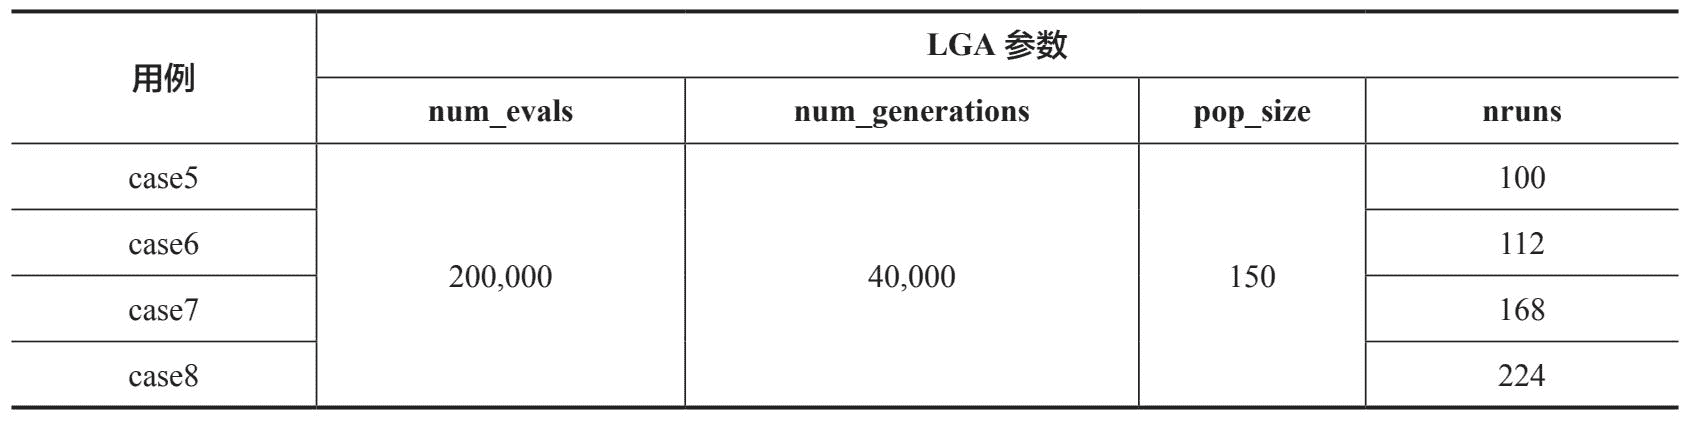 用例
LGA 参数
num_evals num_generations pop_size nruns
case5 100
case6 112
200,000 40,000 150
case7 168
case8 224